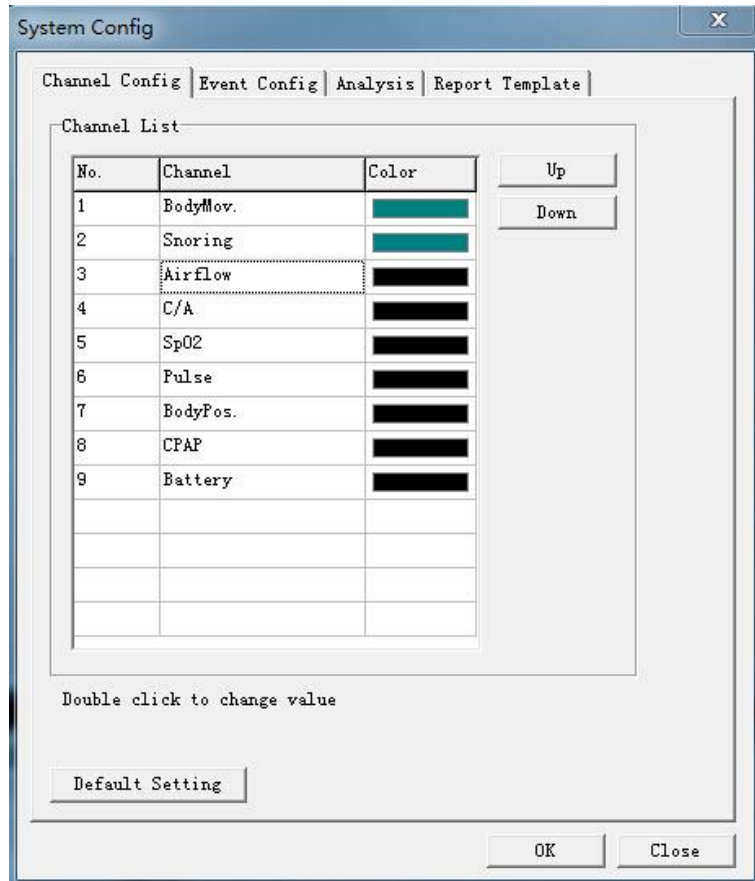 System Config
Channel Config Event Config Analysis Report Template
Channel List
No. Channel Color
1 BodyMov.
2 Snoring
3 Airflow
4 C/A
5 SpO2
6 Pulse
7 BodyPos.
8 CPAP
9 Battery
Up
Down
Double click to change value
Default Setting
OK Close